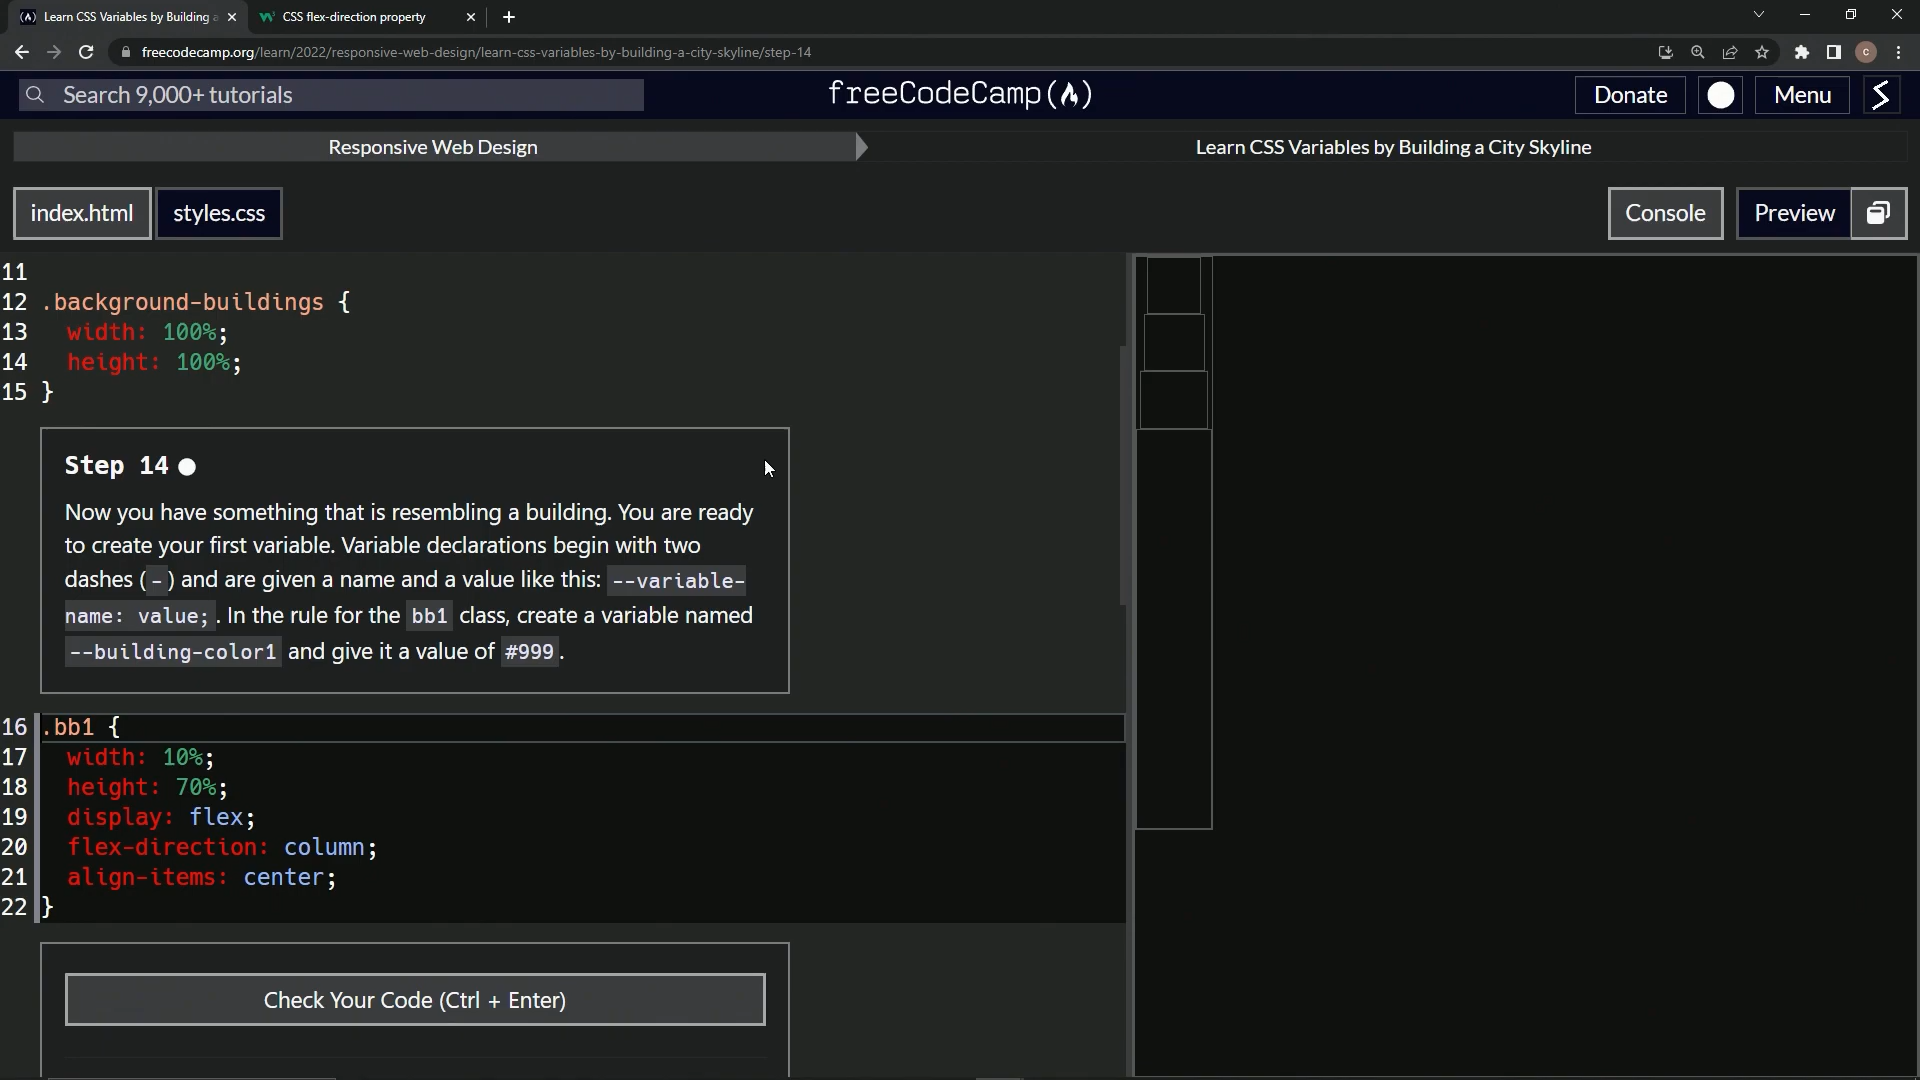 Learn CSS Variables by Building a
CSS flex-direction property
freecodecamp.org/learn/2022/responsive-web-design/learn-css-variables-by-building-a-city-skyline/step-14
C
Search 9,000+ tutorials
freeCodeCamp
Donate
Menu
Responsive Web Design
Learn CSS Variables by Building a City Skyline
index.html
styles.css
Console
Preview
11
12 .background-buildings {
13 width: 100%;
14 height: 100%;
15 }
Step 14
Now you have something that is resembling a building. You are ready
to create your first variable. Variable declarations begin with two
dashes (-) and are given a name and a value like this: --variable-
name: value;. In the rule for the bb1 class, create a variable named
--building-color1 and give it a value of #999.
16 .bb1 {
17 width: 10%;
18 height: 70%;
19 display: flex;
20 flex-direction: column;
21 align-items: center;
22 }
Check Your Code (Ctrl + Enter)